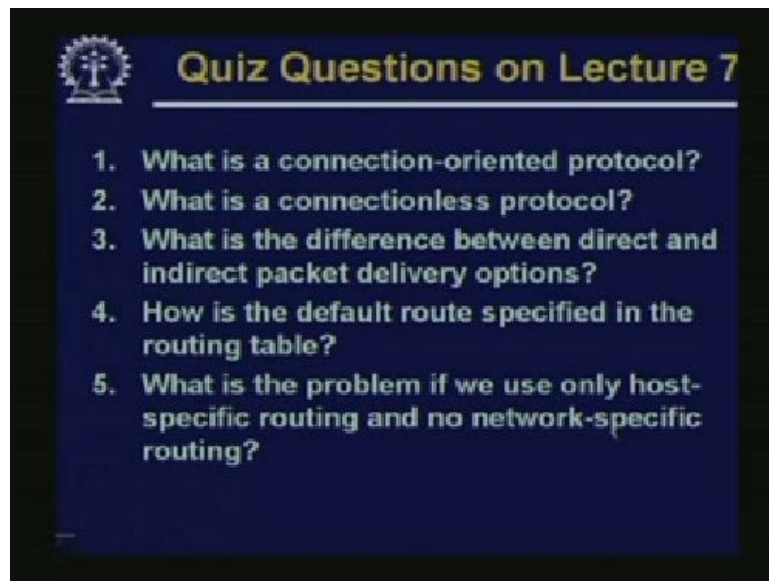 Quiz Questions on Lecture 7
1. What is a connection-oriented protocol?
2. What is a connectionless protocol?
3. What is the difference between direct and
indirect packet delivery options?
4. How is the default route specified in the
routing table?
5. What is the problem if we use only host-
specific routing and no network-specific
routing?